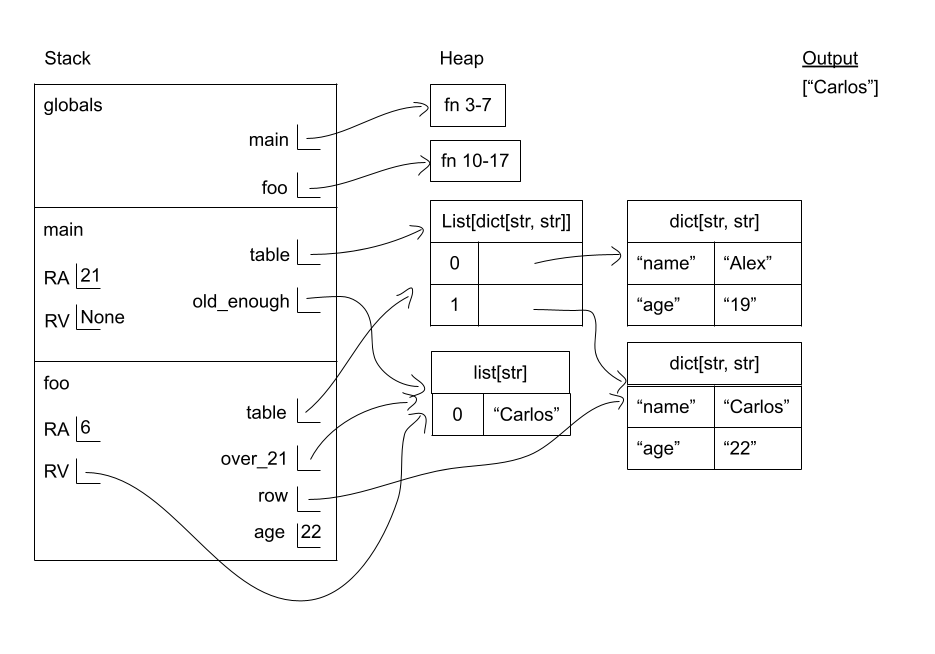 Stack
Heap
Output
["Carlos"]
globals
main
foo
fn 3-7
fn 10-17
main
RA 21
RV None
table
old_enough
List[dict[str, str]]
0
1
dict[str, str]
“name” “Alex”
“age” “19”
foo
RA 6
RV
table
over_21
row
age 22
list[str]
0 “Carlos”
dict[str, str]
“name” “Carlos”
“age” “22”